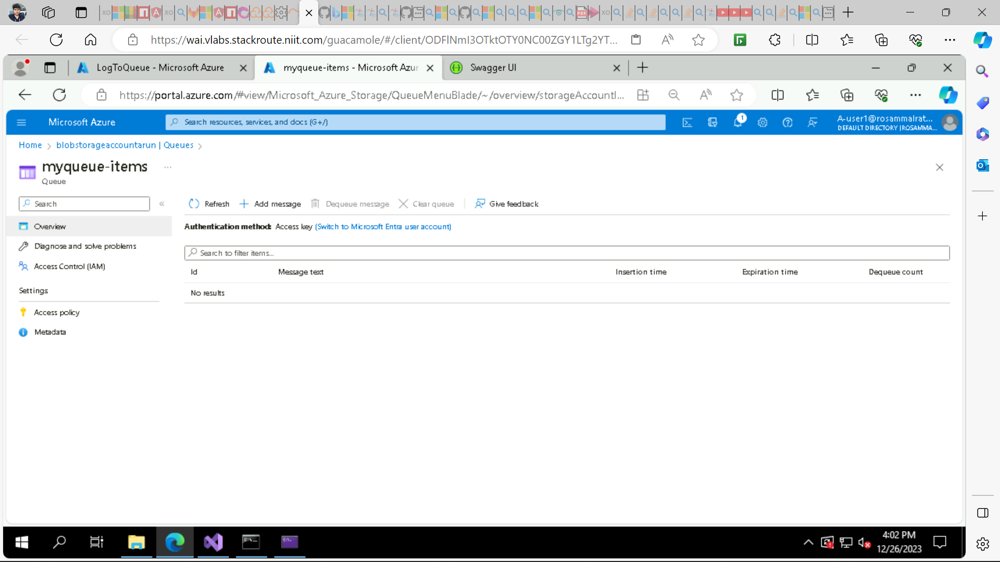 https://wai.vlabs.stackroute.niit.com/guacamole/#/client/ODFlNmI3OTktOTY0NC00ZGY1LTg2YT...
LogToQueue - Microsoft Azure
myqueue-items - Microsoft Azur
Swagger UI
https://portal.azure.com/#view/Microsoft_Azure_Storage/QueueMenuBlade/~/overview/storageAccountI...
Microsoft Azure
Search resources, services, and docs (G+/)
1
A-user1@rosammalrat...
DEFAULT DIRECTORY (ROSAMMA...
Home > blobstorageaccountarun | Queues >
myqueue-items ...
Queue
Search
«
Refresh
Add message
Dequeue message
Clear queue
Give feedback
Overview
Authentication method: Access key (Switch to Microsoft Entra user account)
Diagnose and solve problems
Search to filter items...
Access Control (IAM)
Id
Message text
Insertion time
Expiration time
Dequeue count
Settings
No results
Access policy
Metadata
4:02 PM
12/26/2023